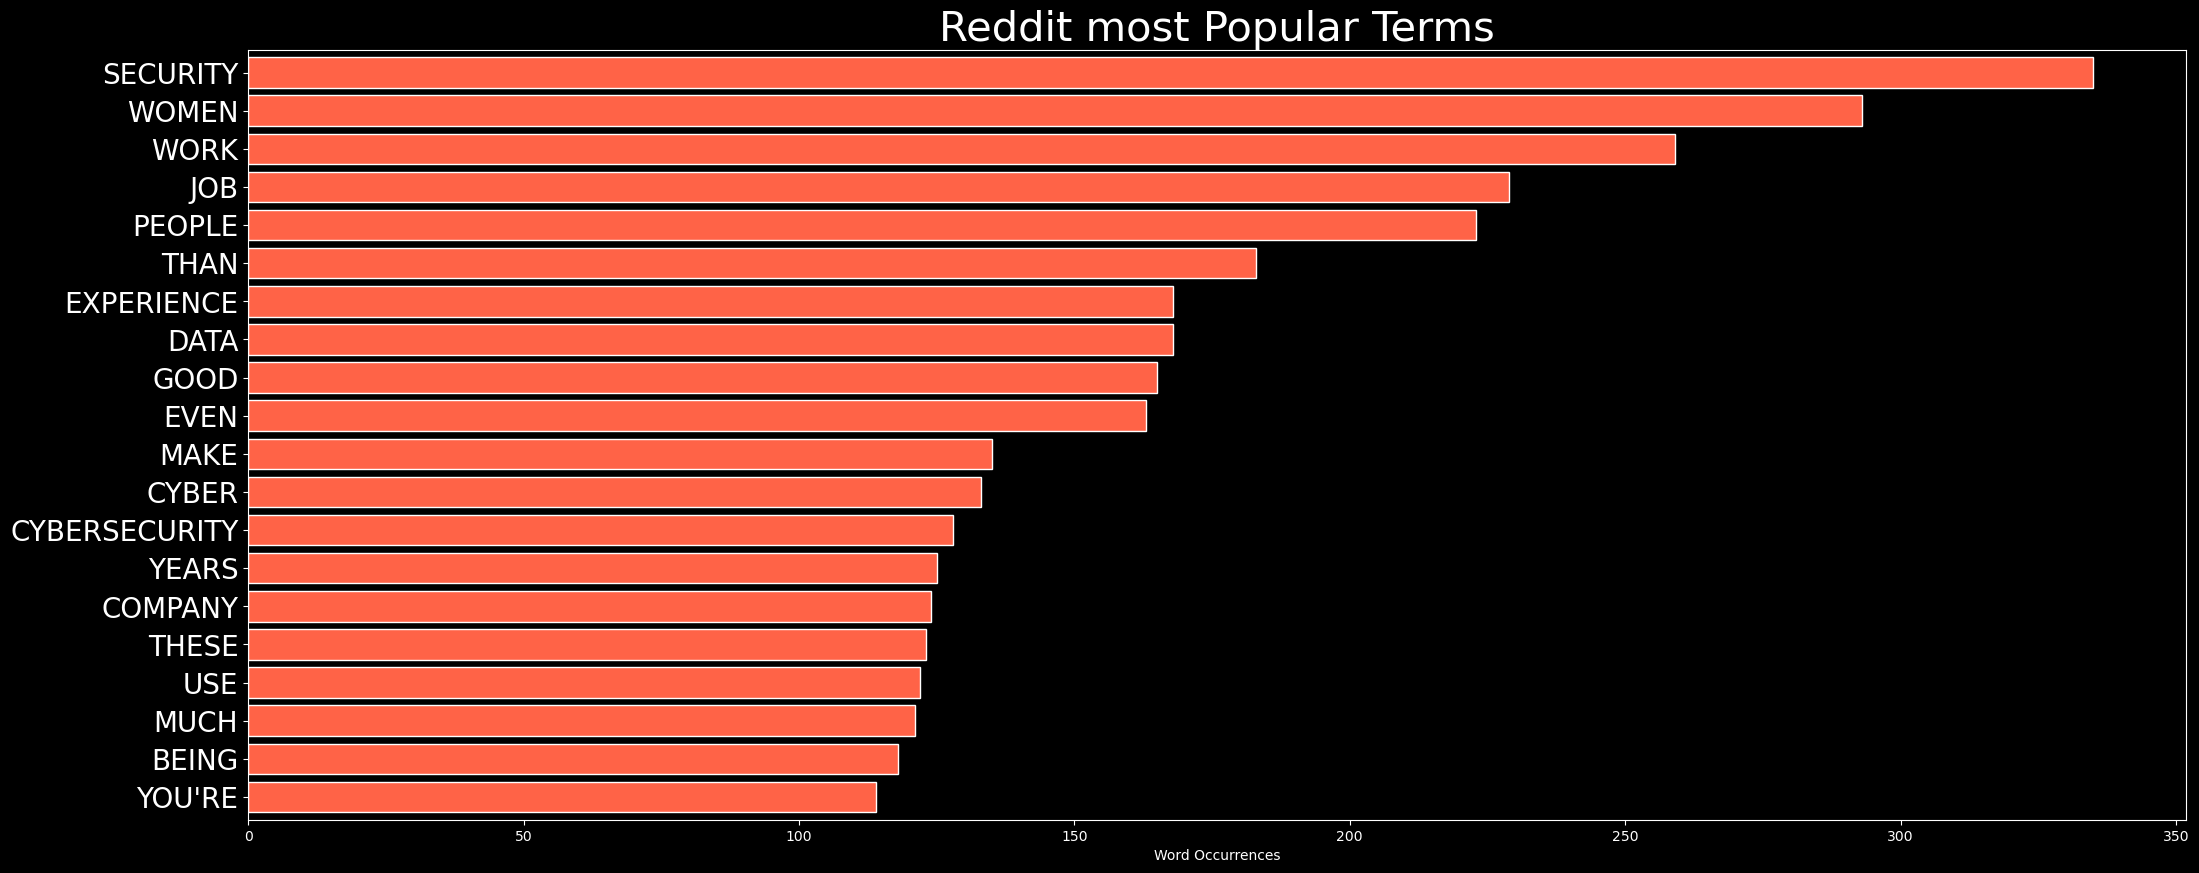 Reddit most Popular Terms
SECURITY
WOMEN
WORK
JOB
PEOPLE
THAN
EXPERIENCE
DATA
GOOD
EVEN
MAKE
CYBER
CYBERSECURITY
YEARS
COMPANY
THESE
USE
MUCH
BEING
YOU'RE
0 50 100 150 200 250 300 350
Word Occurrences